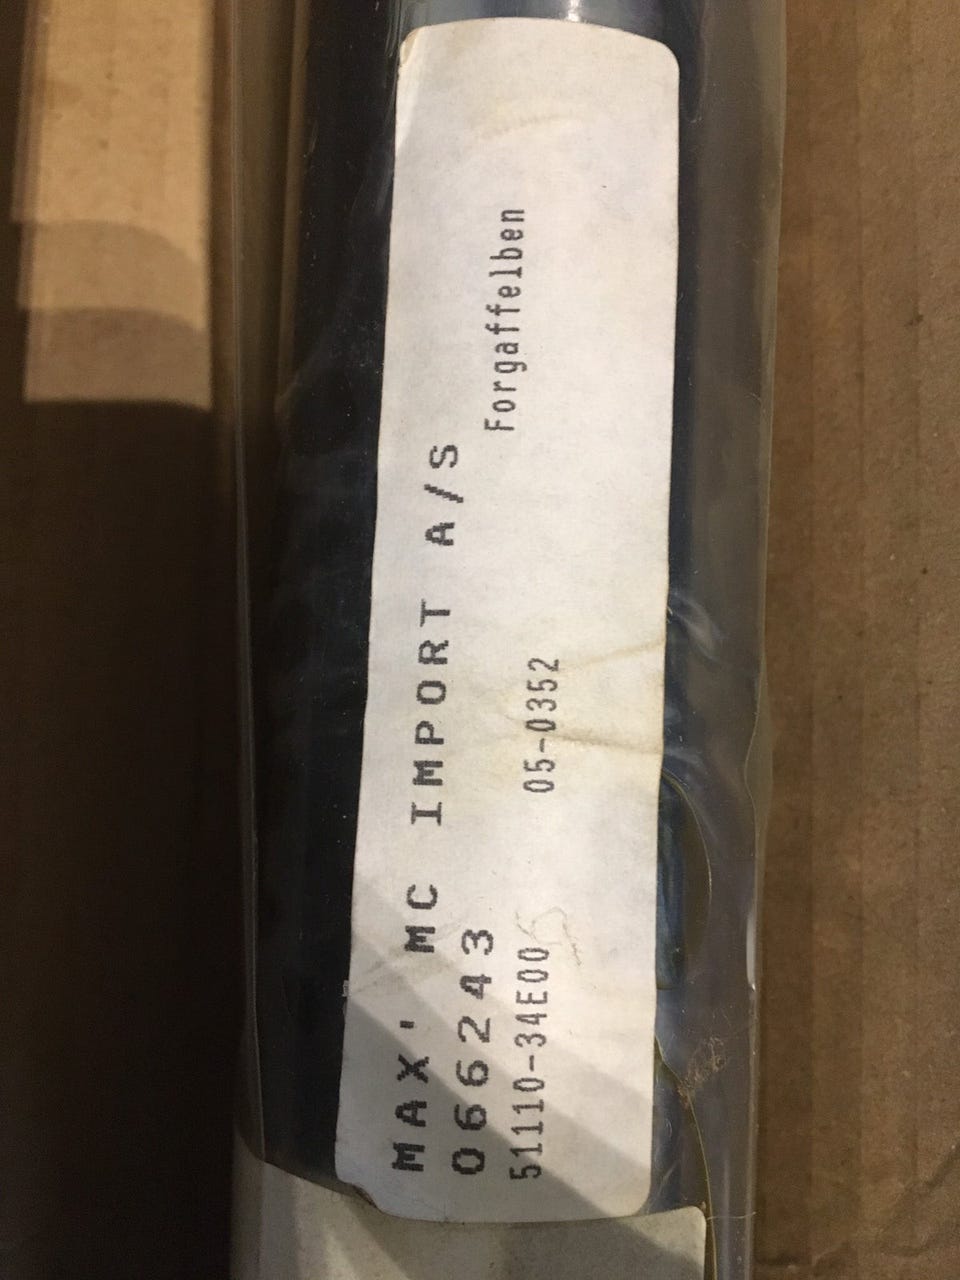 MAX' MC IMPORT A/S
066243 Forgaffelben
51110-34E00 05-0352